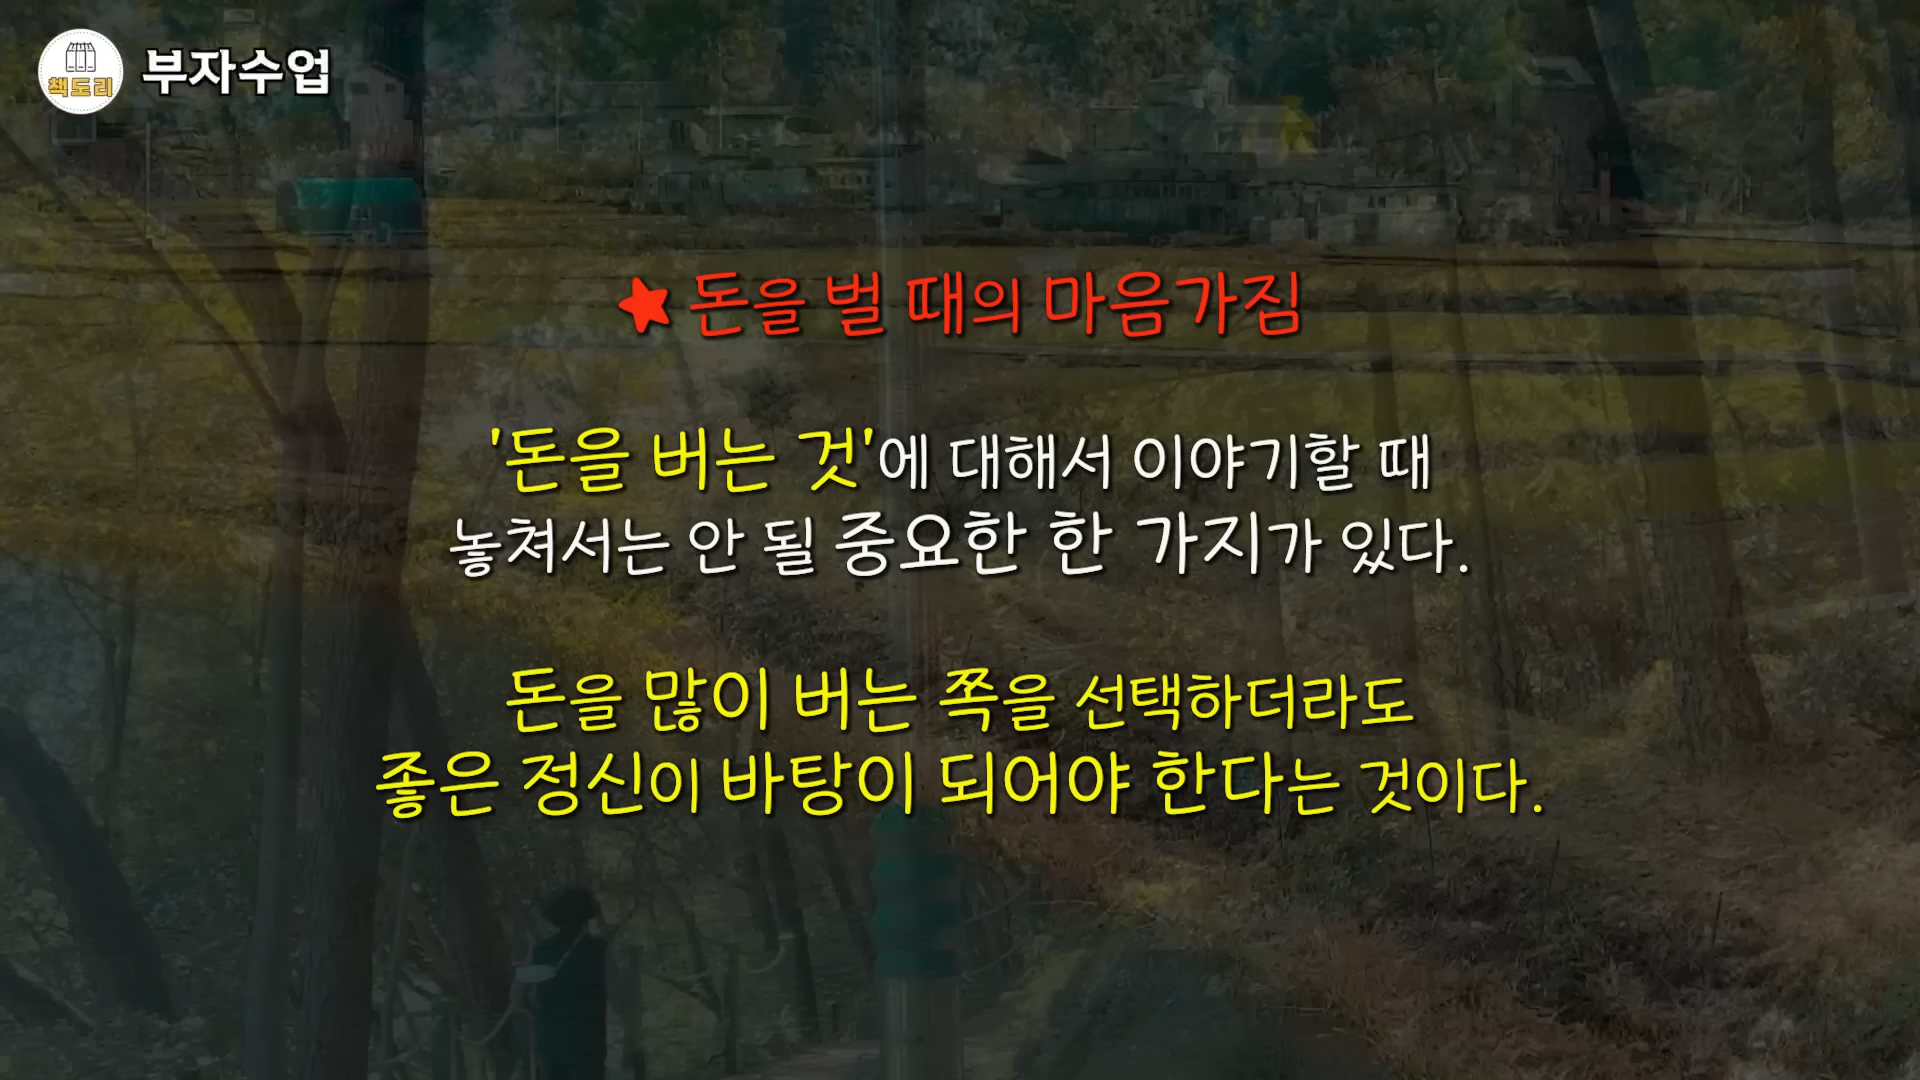 책도리
부자수업
★ 돈을 벌 때의 마음가짐
'돈을 버는 것'에 대해서 이야기할 때
놓쳐서는 안 될 중요한 한 가지가 있다.
돈을 많이 버는 쪽을 선택하더라도
좋은 정신이 바탕이 되어야 한다는 것이다.